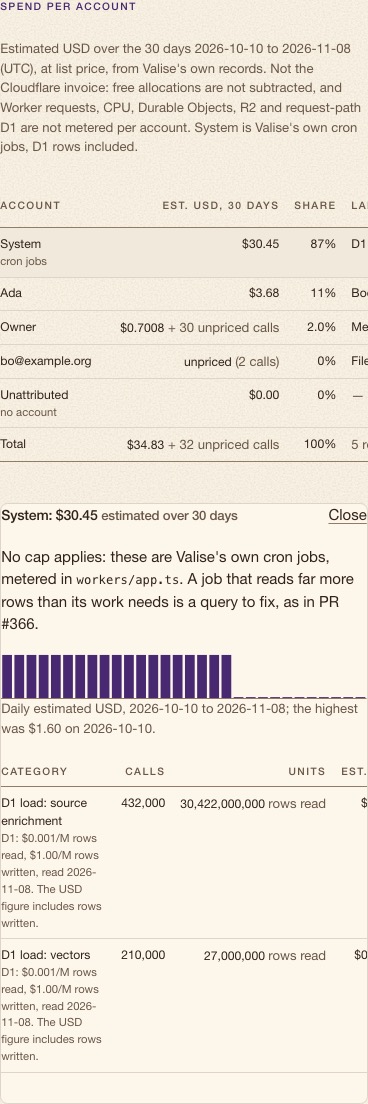 SPEND PER ACCOUNT
Estimated USD over the 30 days 2026-10-10 to 2026-11-08
(UTC), at list price, from Valise's own records. Not the
Cloudflare invoice: free allocations are not subtracted, and
Worker requests, CPU, Durable Objects, R2 and request-path
D1 are not metered per account. System is Valise's own cron
jobs, D1 rows included.
ACCOUNT EST. USD, 30 DAYS SHARE
System $30.45 87% D1
cron jobs
Ada $3.68 11%
Owner $0.7008 + 30 unpriced calls 2.0%
bo@example.org unpriced (2 calls) 0%
Unattributed $0.00 0% —
no account
Total $34.83 + 32 unpriced calls 100% 5
System: $30.45 estimated over 30 days Close
No cap applies: these are Valise's own cron jobs,
metered in workers/app.ts. A job that reads far more
rows than its work needs is a query to fix, as in PR
#366.
Daily estimated USD, 2026-10-10 to 2026-11-08; the highest
was $1.60 on 2026-10-10.
CATEGORY CALLS UNITS EST.
D1 load: source 432,000 30,422,000,000 rows read $
enrichment
D1: $0.001/M rows
read, $1.00/M rows
written, read 2026-
11-08. The USD
figure includes rows
written.
D1 load: vectors 210,000 27,000,000 rows read $0
D1: $0.001/M rows
read, $1.00/M rows
written, read 2026-
11-08. The USD
figure includes rows
written.